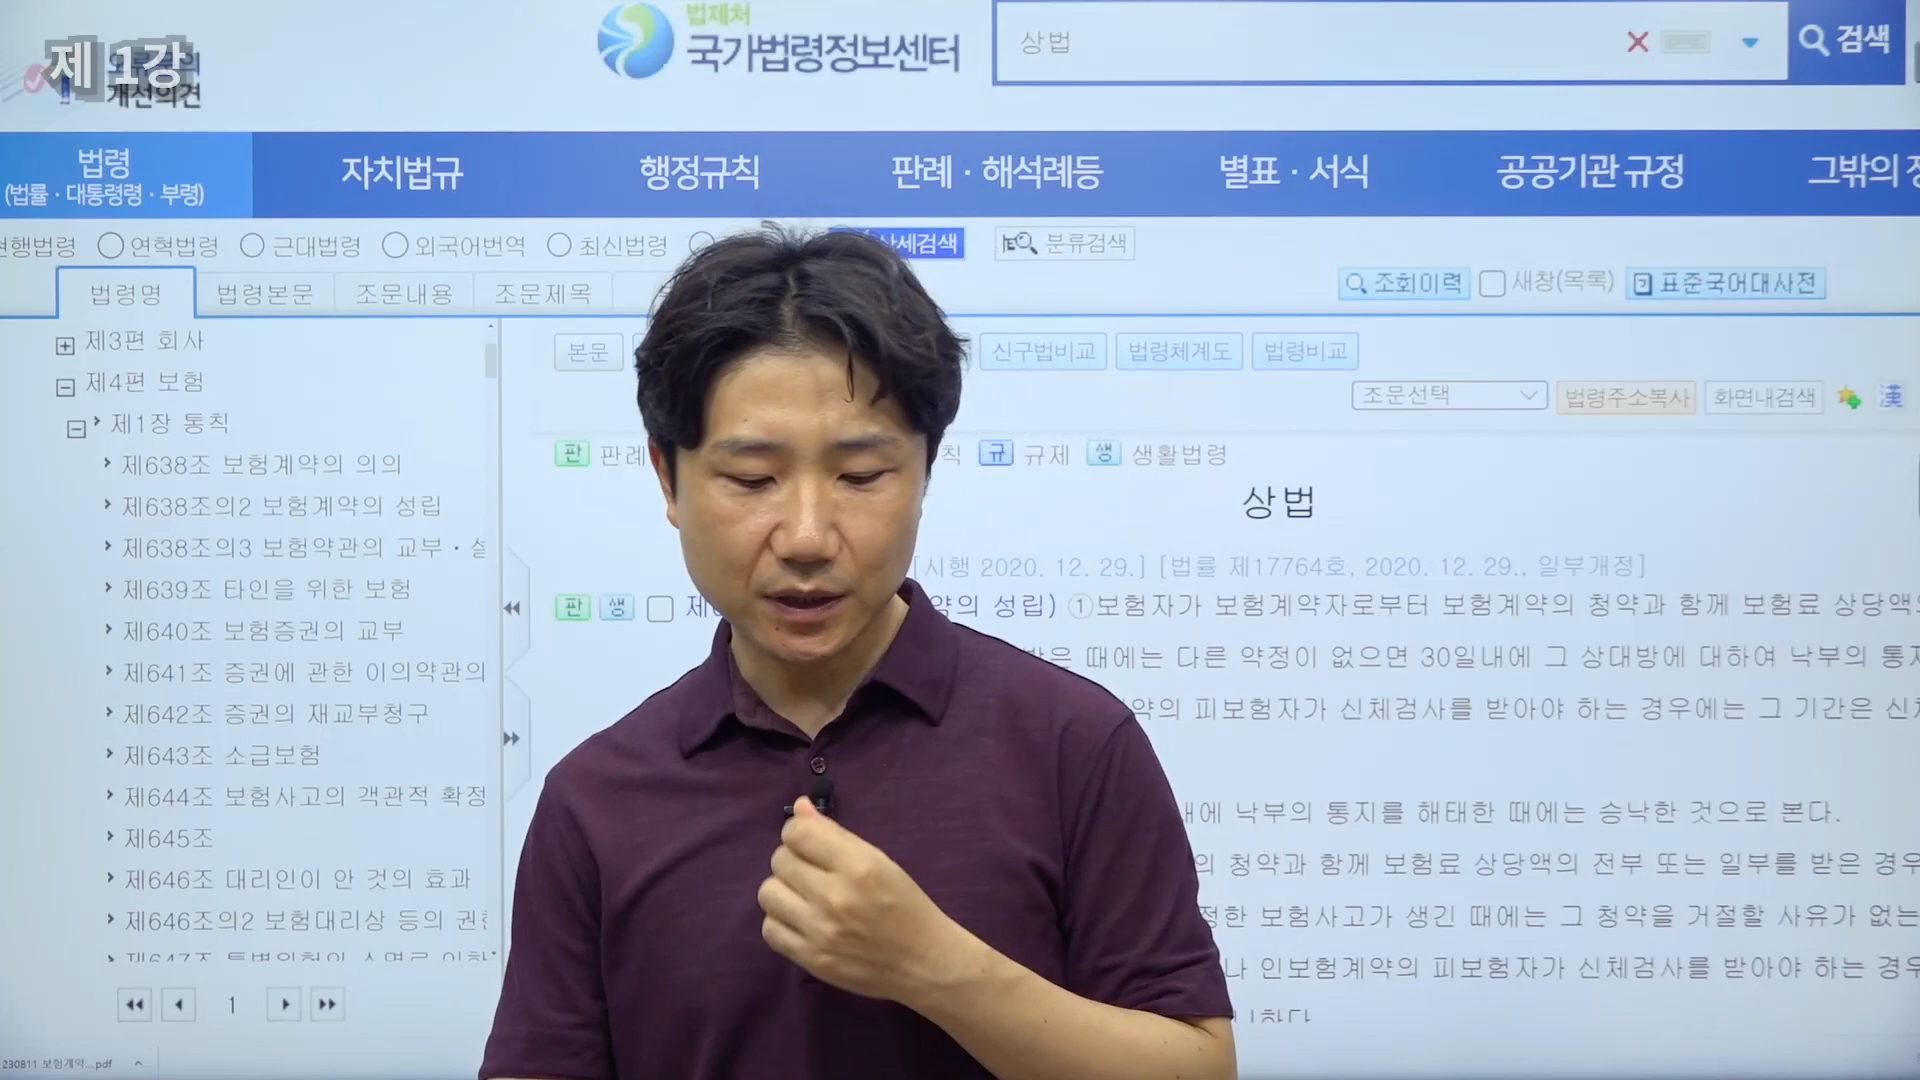 제 1강
개선의견
법제처
국가법령정보센터
상법
검색
법령
(법률 · 대통령령 · 부령)
자치법규
행정규칙
판례 · 해석례등
별표 · 서식
공공기관 규정
그밖의
현행법령
연혁법령
근대법령
외국어번역
최신법령
상세검색
분류검색
법령명
법령본문
조문내용
조문제목
조회이력
새창(목록)
표준국어대사전
제3편 회사
제4편 보험
제1장 통칙
제638조 보험계약의 의의
제638조의2 보험계약의 성립
제638조의3 보험약관의 교부 ·
제639조 타인을 위한 보험
제640조 보험증권의 교부
제641조 증권에 관한 이의약관의
제642조 증권의 재교부청구
제643조 소급보험
제644조 보험사고의 객관적 확정
제645조
제646조 대리인이 안 것의 효과
제646조의2 보험대리상 등의
1
230811 보험계약...pdf
본문
신구법비교
법령체계도
법령비교
조문선택
법령주소복사
화면내검색
漢
판 판례
칙
규 규제
생 생활법령
상법
[시행 2020. 12. 29.] [법률 제17764호, 2020. 12. 29., 일부개정]
판 생 의 성립) ①보험자가 보험계약자로부터 보험계약의 청약과 함께 보험료 상당액
받은 때에는 다른 약정이 없으면 30일내에 그 상대방에 대하여 낙부의
약의 피보험자가 신체검사를 받아야 하는 경우에는 그 기간은
내에 낙부의 통지를 해태한 때에는 승낙한 것으로 본다.
의 청약과 함께 보험료 상당액의 전부 또는 일부를 받은 경우
정한 보험사고가 생긴 때에는 그 청약을 거절할 사유가 없는
나 인보험계약의 피보험자가 신체검사를 받아야 하는 경우